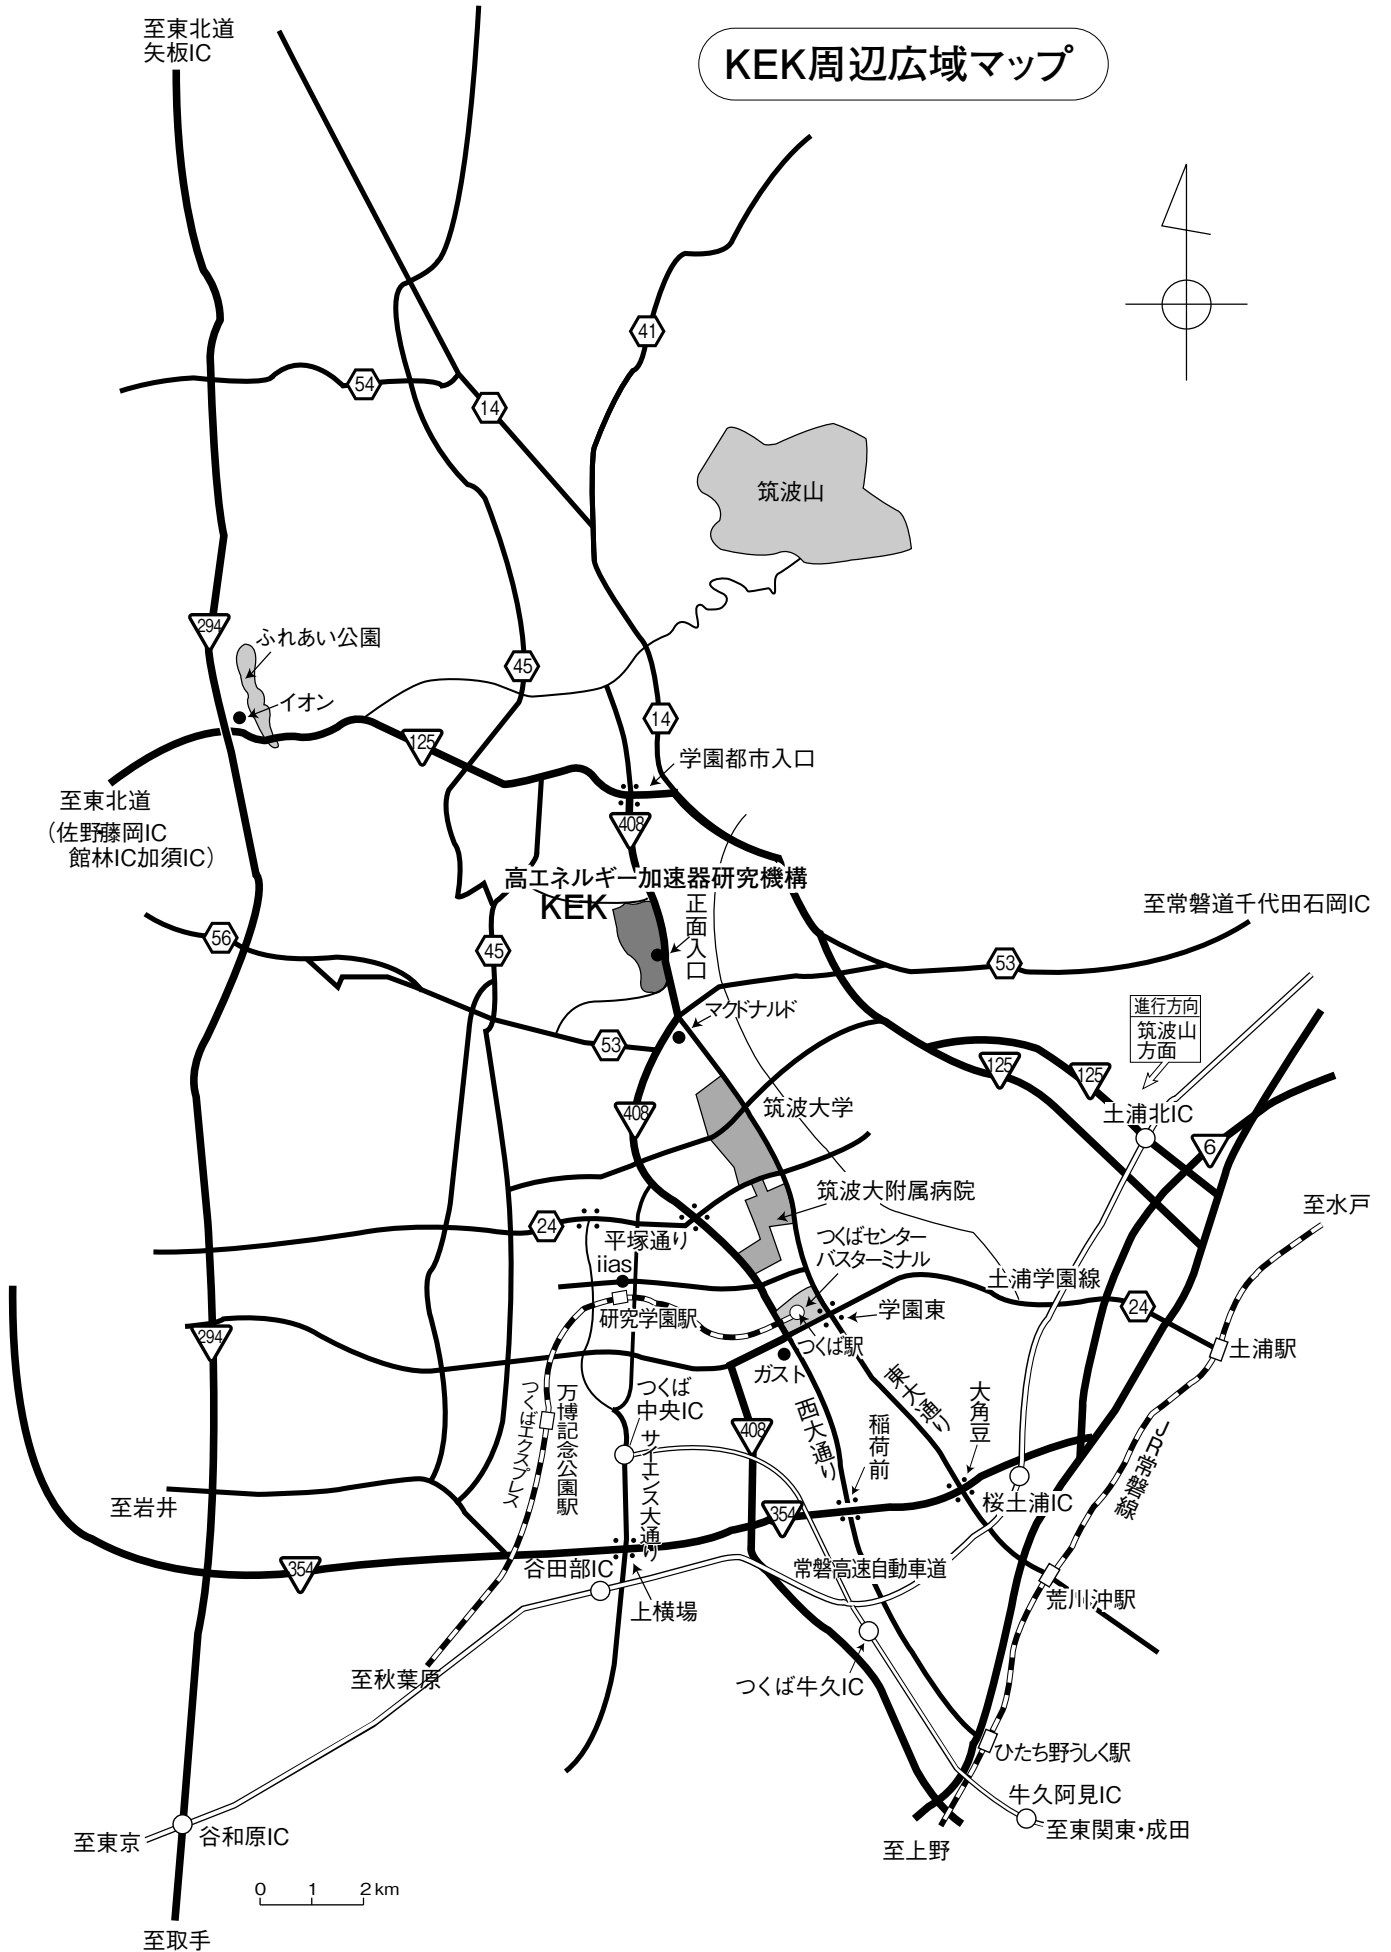 至東北道
矢板IC
KEK周辺広域マップ
41
54
14
筑波山
294
ふれあい公園
45
イオン
14
125
学園都市入口
至東北道
(佐野藤岡IC
館林IC加須IC)
408
高エネルギー加速器研究機構
KEK
正面入口
至常磐道千代田石岡IC
56
45
53
マクドナルド
進行方向
筑波山
方面
53
125
125
408
筑波大学
土浦北IC
6
筑波大附属病院
至水戸
24
平塚通り
つくばセンター
バスターミナル
iias
土浦学園線
研究学園駅
学園東
24
294
つくば駅
土浦駅
ガスト
つくば
中央IC
東大通り
大角豆
万博記念公園駅
つくばエクスプレス
西大通り
稲荷前
408
サイエンス大通り
JR常磐線
至岩井
354
桜土浦IC
354
谷田部IC
常磐高速自動車道
上横場
荒川沖駅
至秋葉原
つくば牛久IC
ひたち野うしく駅
牛久阿見IC
至東京
谷和原IC
至東関東・成田
至上野
0 1 2km
至取手